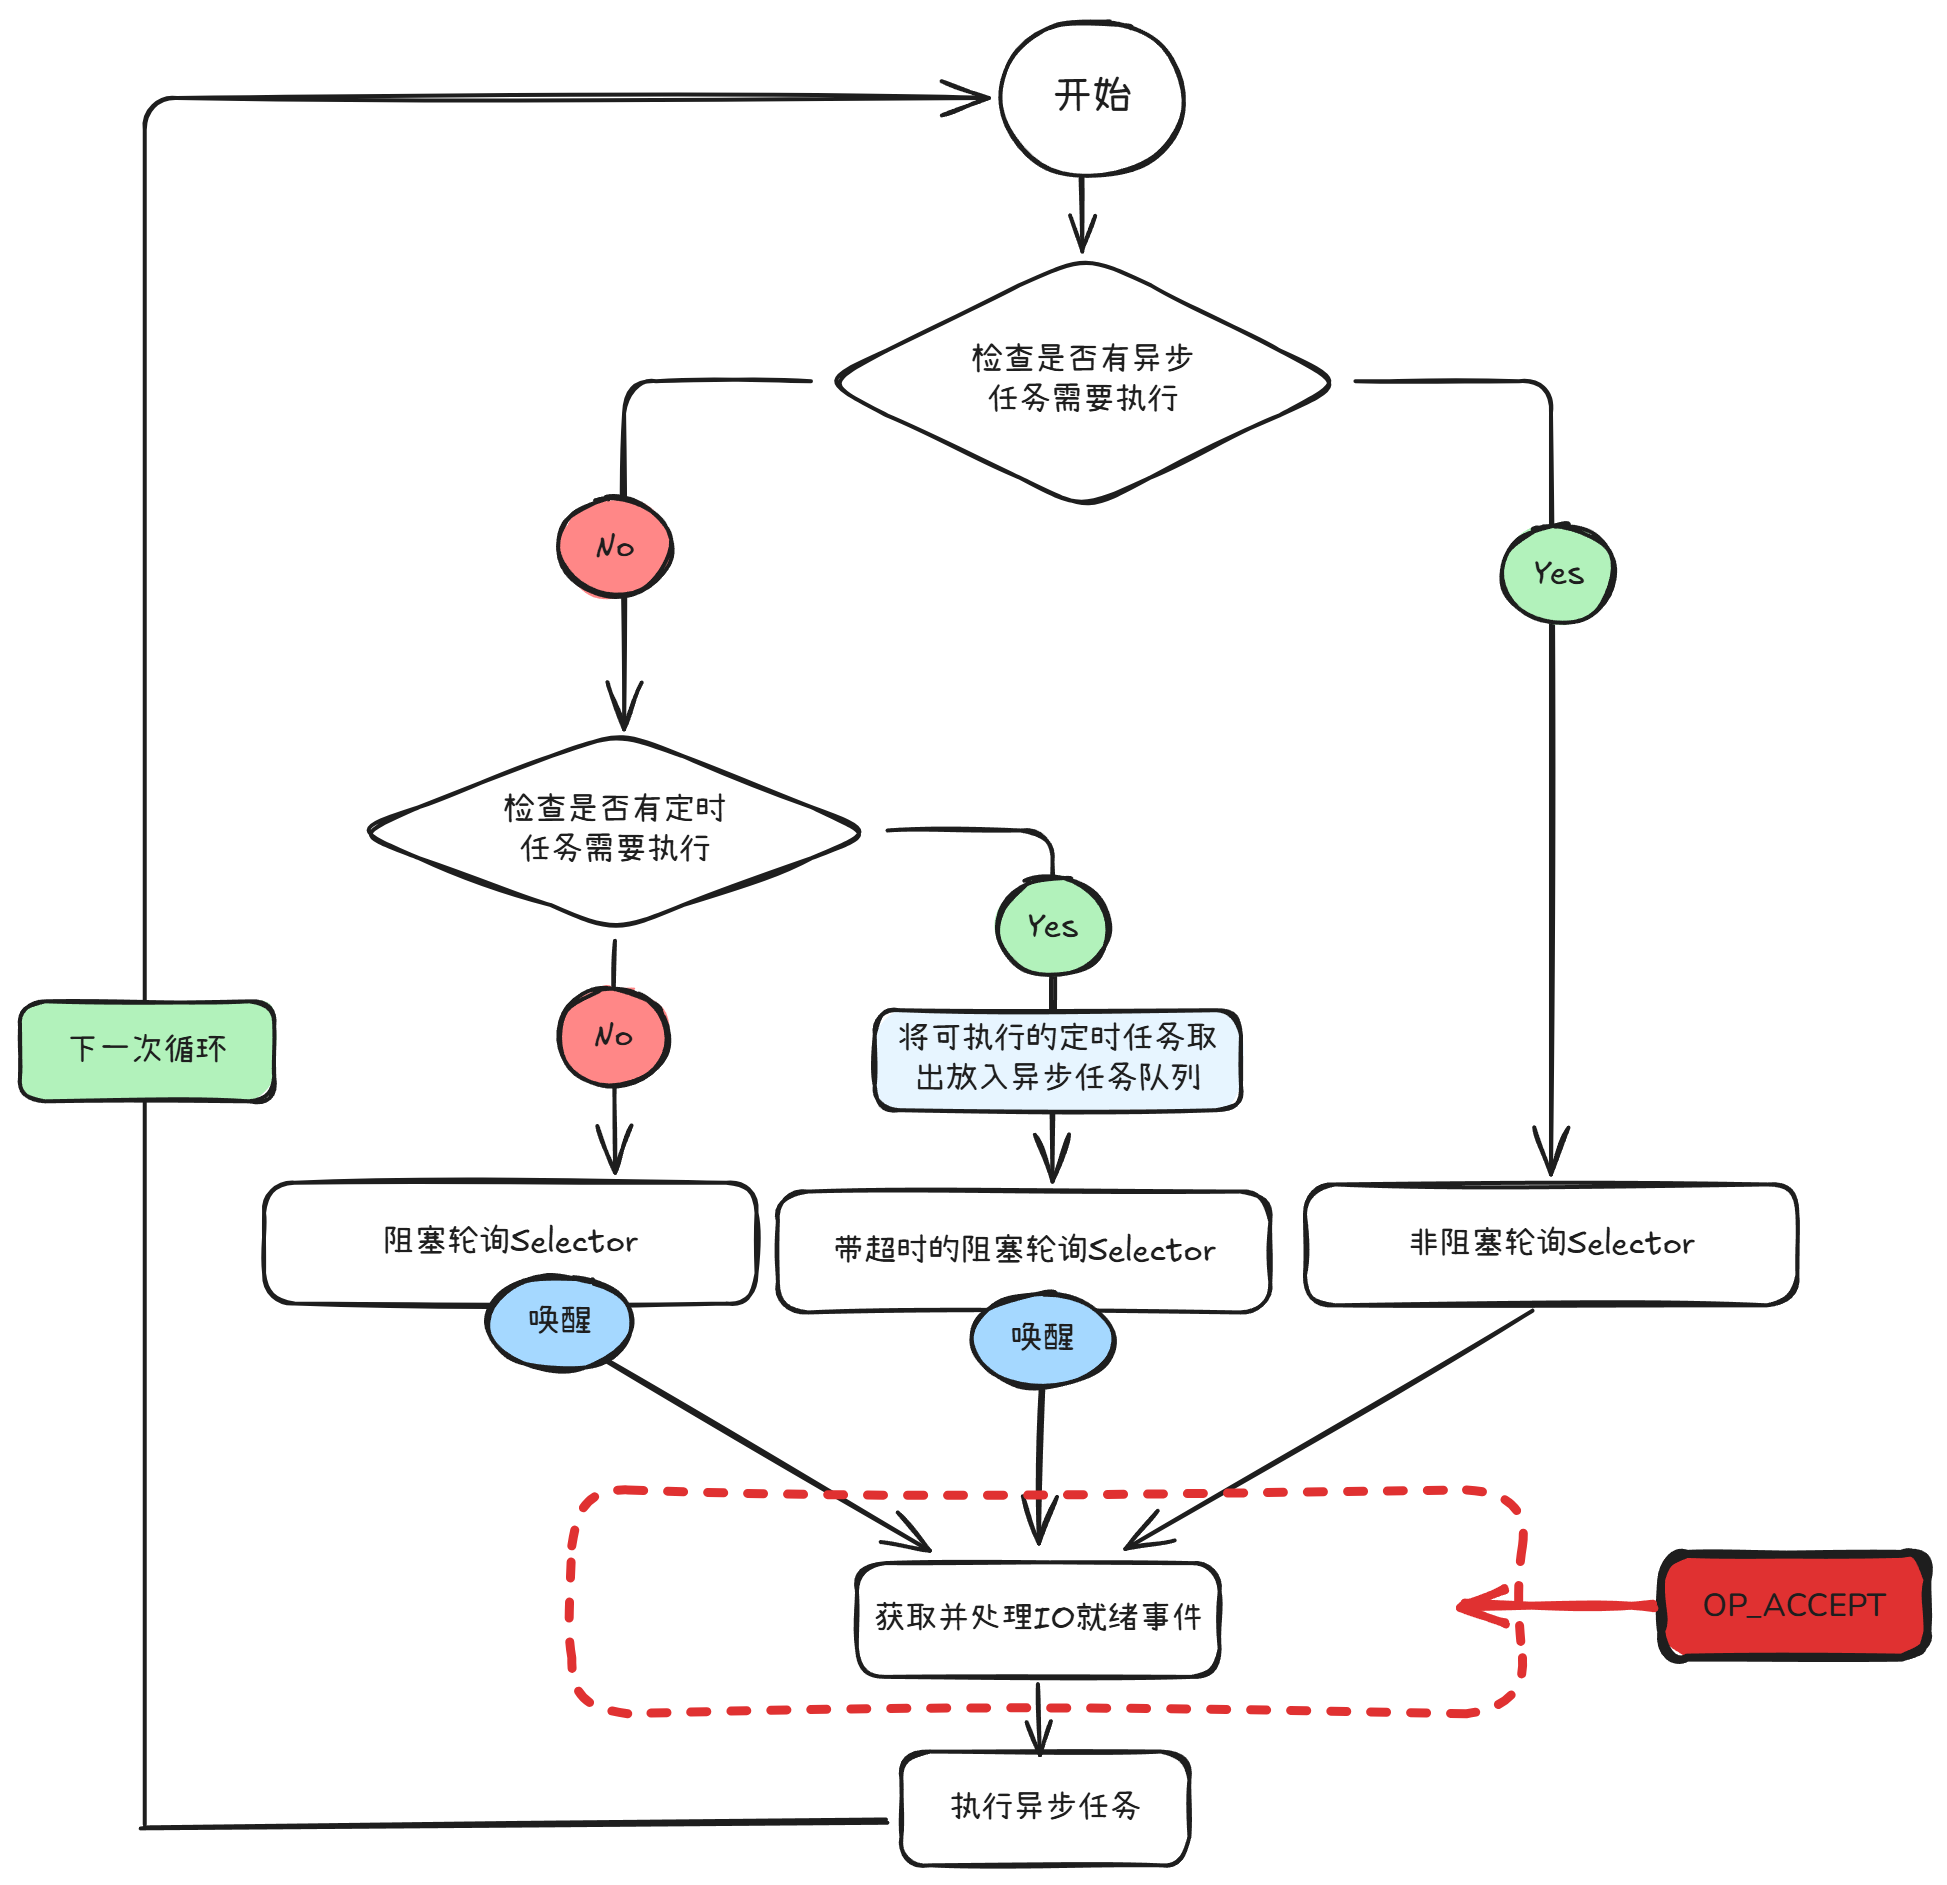 开始
检查是否有异步
任务需要执行
No
Yes
检查是否有定时
任务需要执行
Yes
No
将可执行的定时任务取
出放入异步任务队列
下一次循环
阻塞轮询Selector
带超时的阻塞轮询Selector
非阻塞轮询Selector
唤醒
唤醒
获取并处理IO就绪事件
OP_ACCEPT
执行异步任务